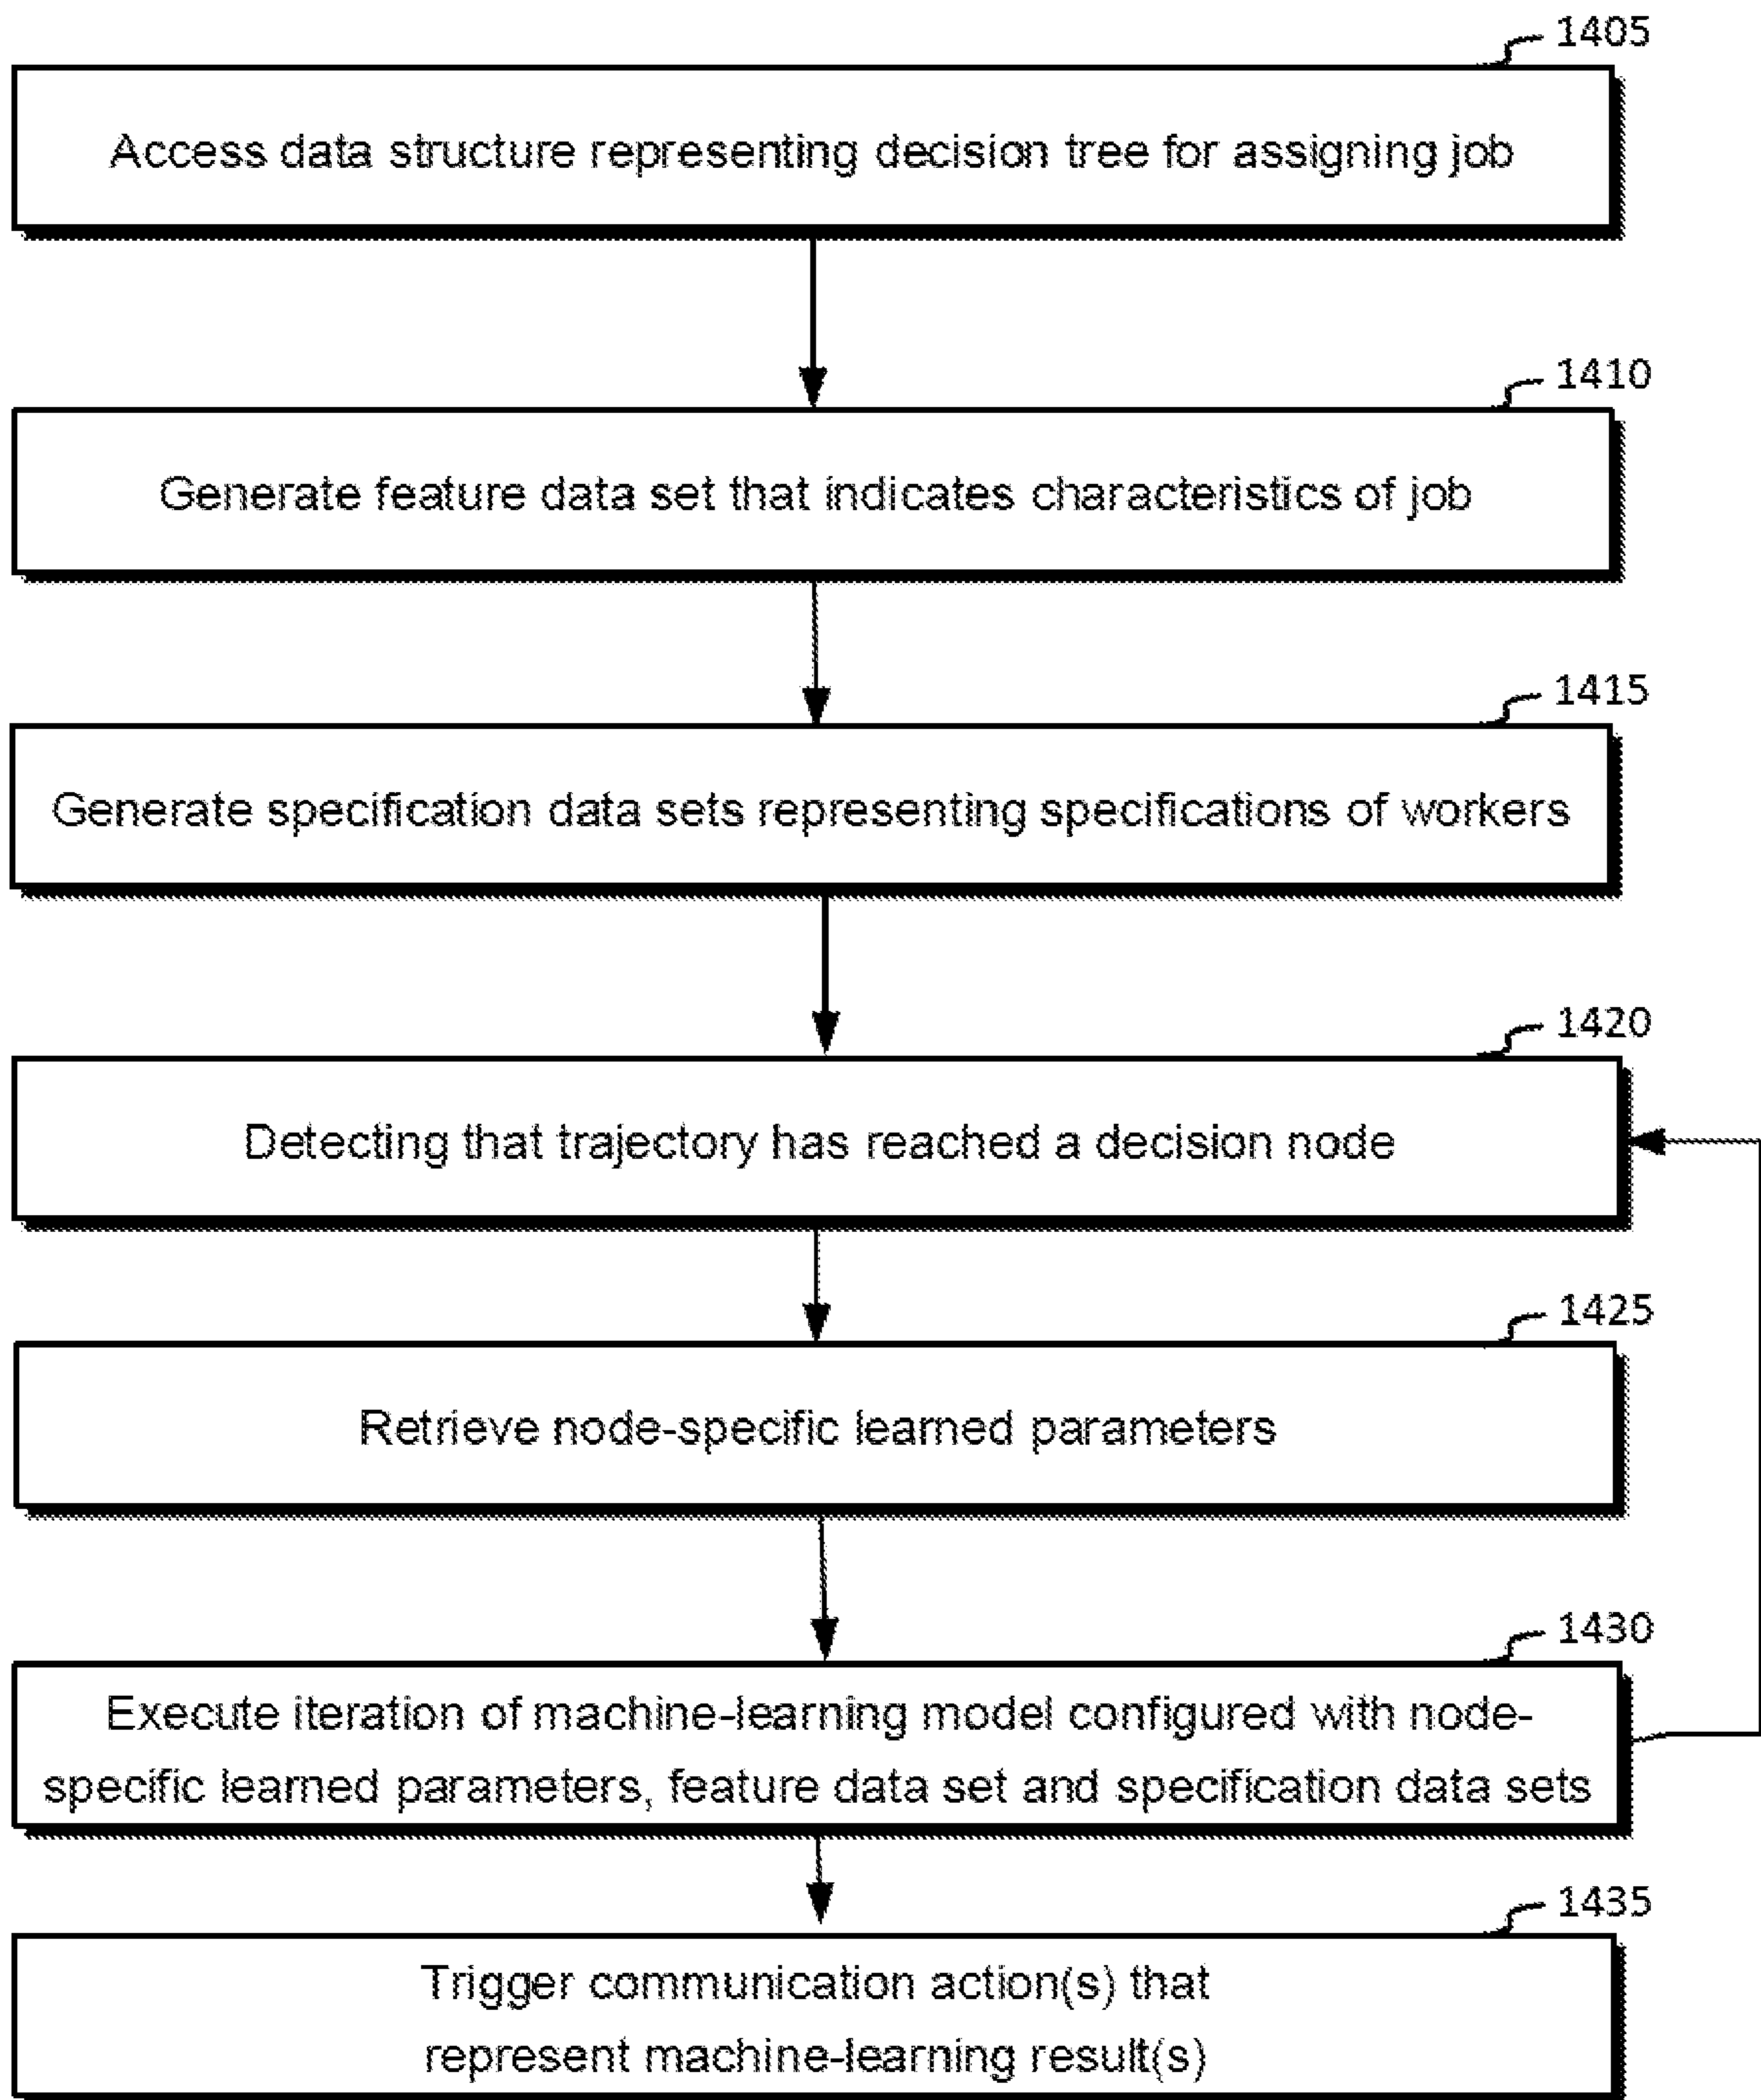 1405
Access data structure representing decision tree for assigning job
1410
Generate feature data set that indicates characteristics of job
1415
Generate specification data sets representing specifications of workers
1420
Detecting that trajectory has reached a decision node
1425
Retrieve node-specific learned parameters
1430
Execute iteration of machine-learning model configured with node-
specific learned parameters, feature data set and specification data sets
1435
Trigger communication action(s) that
represent machine-learning result(s)